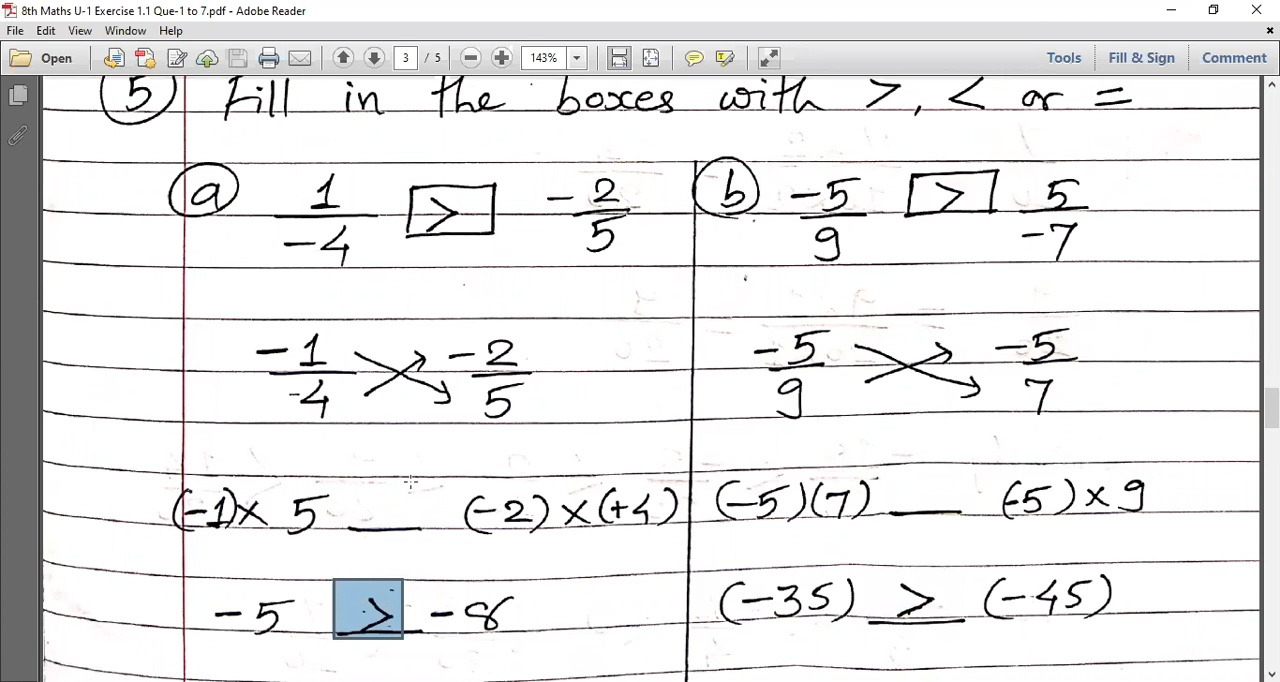 8th Maths U-1 Exercise 1.1 Que-1 to 7.pdf - Adobe Reader
File Edit View Window Help
Open 3 / 5 143% Tools Fill & Sign Comment
(5) Fill in the boxes with >, < or =
(a) 1/-4 > -2/5 (b) -5/9 > 5/-7
-1/-4 -2/5 -5/9 -5/7
(-1)× 5 __ (-2)×(+4) (-5)(7) __ (-5)×9
-5 > -8 (-35) > (-45)